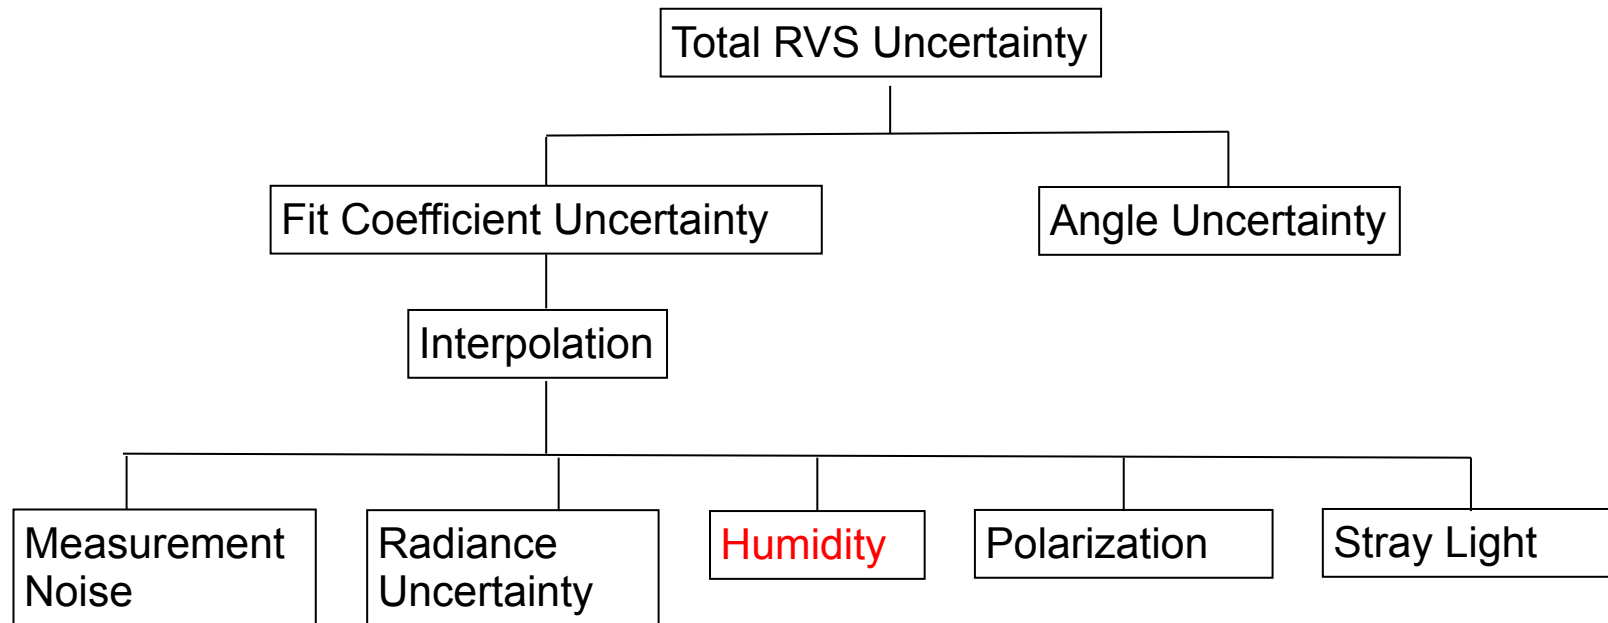 Total RVS Uncertainty
Fit Coefficient Uncertainty
Angle Uncertainty
Interpolation
Measurement
Noise
Radiance
Uncertainty
Humidity
Polarization
Stray Light